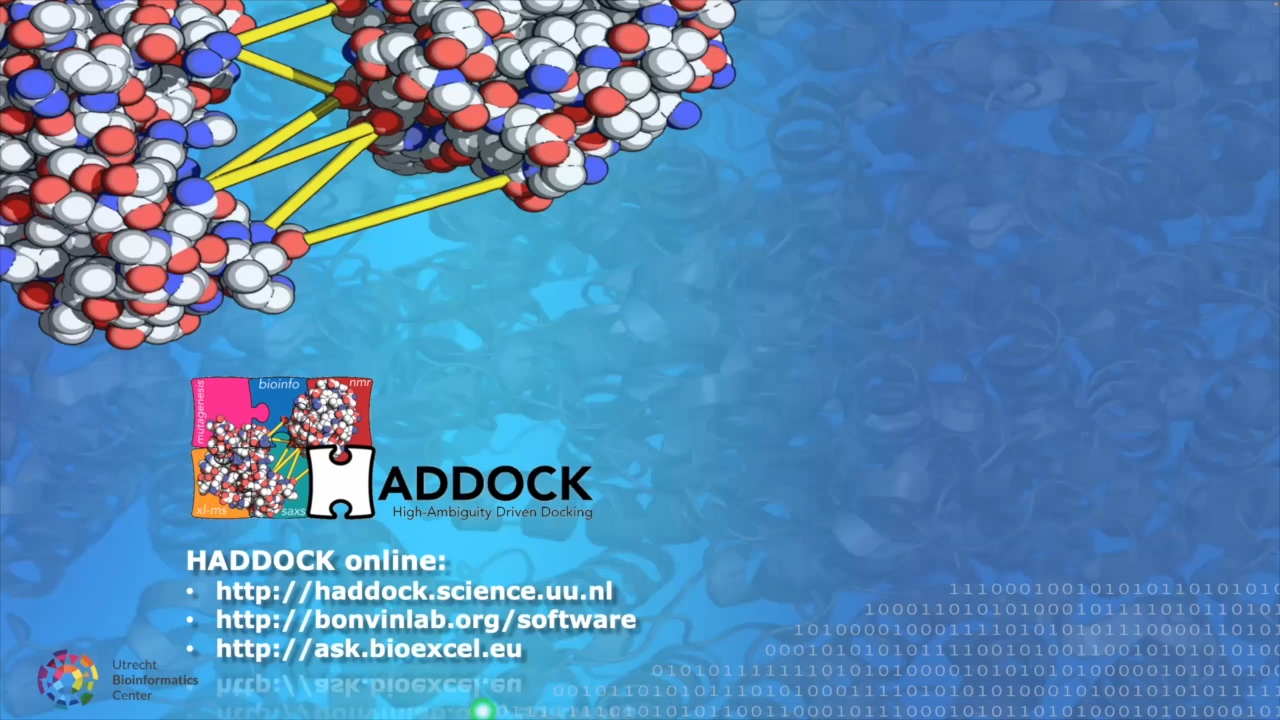 mutagenesis
bioinfo
nmr
xl-ms
saxs
HADDOCK
High-Ambiguity Driven Docking
HADDOCK online:
• http://haddock.science.uu.nl
• http://bonvinlab.org/software
• http://ask.bioexcel.eu
Utrecht
Bioinformatics
Center